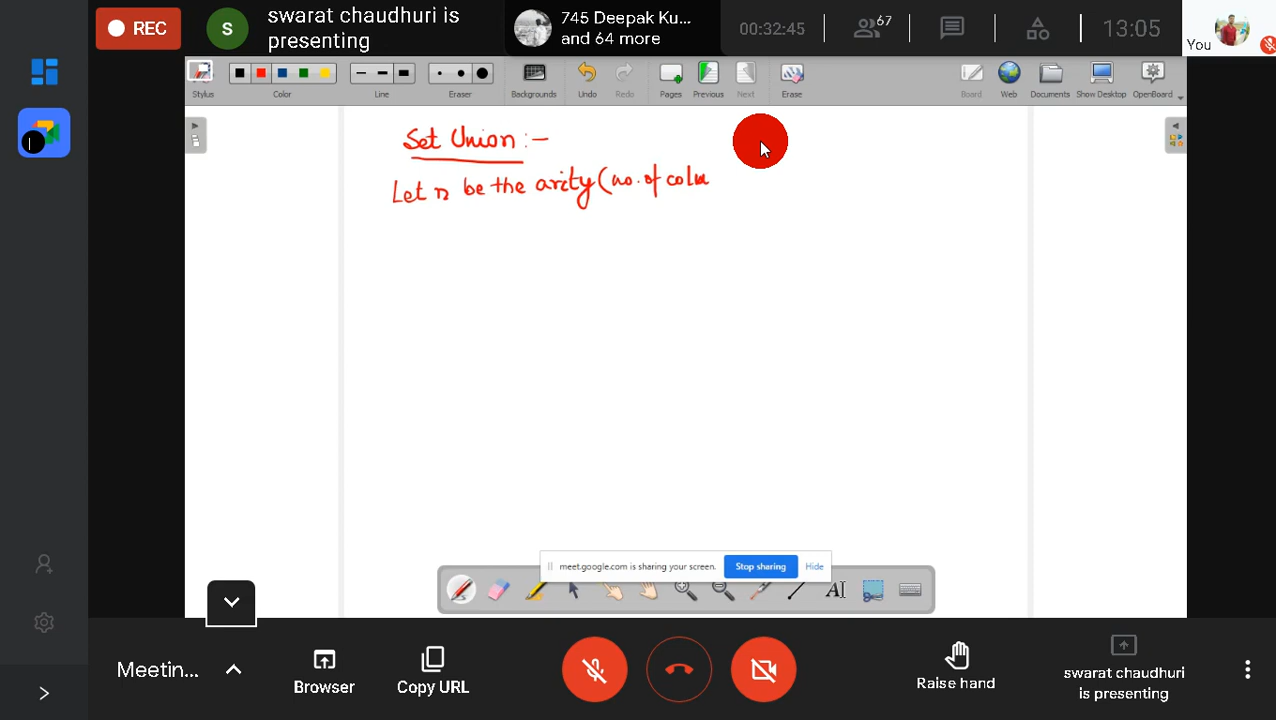 REC
S
swarat chaudhuri is
presenting
745 Deepak Ku...
and 64 more
00:32:45
67
13:05
You
Stylus
Color
Line
Eraser
Backgrounds
Undo
Redo
Pages
Previous
Next
Erase
Board
Web
Documents
Show Desktop
OpenBoard
Set Union :-
Let n be the arity (no. of colum
meet.google.com is sharing your screen.
Stop sharing
Hide
AI
Meetin...
Browser
Copy URL
Raise hand
swarat chaudhuri
is presenting